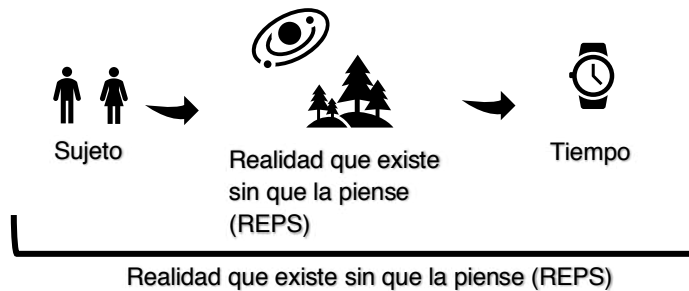 Sujeto
Realidad que existe
sin que la piense
(REPS)
Tiempo
Realidad que existe sin que la piense (REPS)